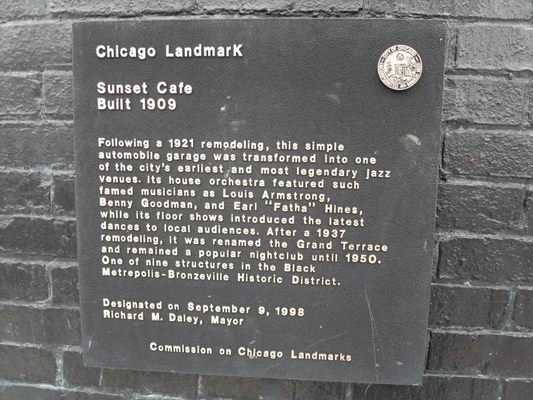 Chicago Landmark
Sunset Cafe
Built 1909
Following a 1921 remodeling, this simple
automobile garage was transformed into one
of the city's earliest and most legendary jazz
venues. Its house orchestra featured such
famed musicians as Louis Armstrong,
Benny Goodman, and Earl "Fatha" Hines,
while its floor shows introduced the latest
dances to local audiences. After a 1937
remodeling, it was renamed the Grand Terrace
and remained a popular nightclub until 1950.
One of nine structures in the Black
Metropolis-Bronzeville Historic District.
Designated on September 9, 1998
Richard M. Daley, Mayor
Commission on Chicago Landmarks